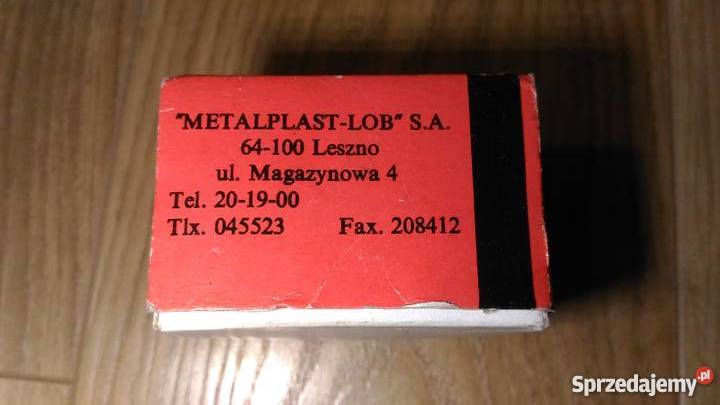 "METALPLAST-LOB" S.A.
64-100 Leszno
ul. Magazynowa 4
Tel. 20-19-00
Tlx. 045523 Fax. 208412
Sprzedajemy.pl